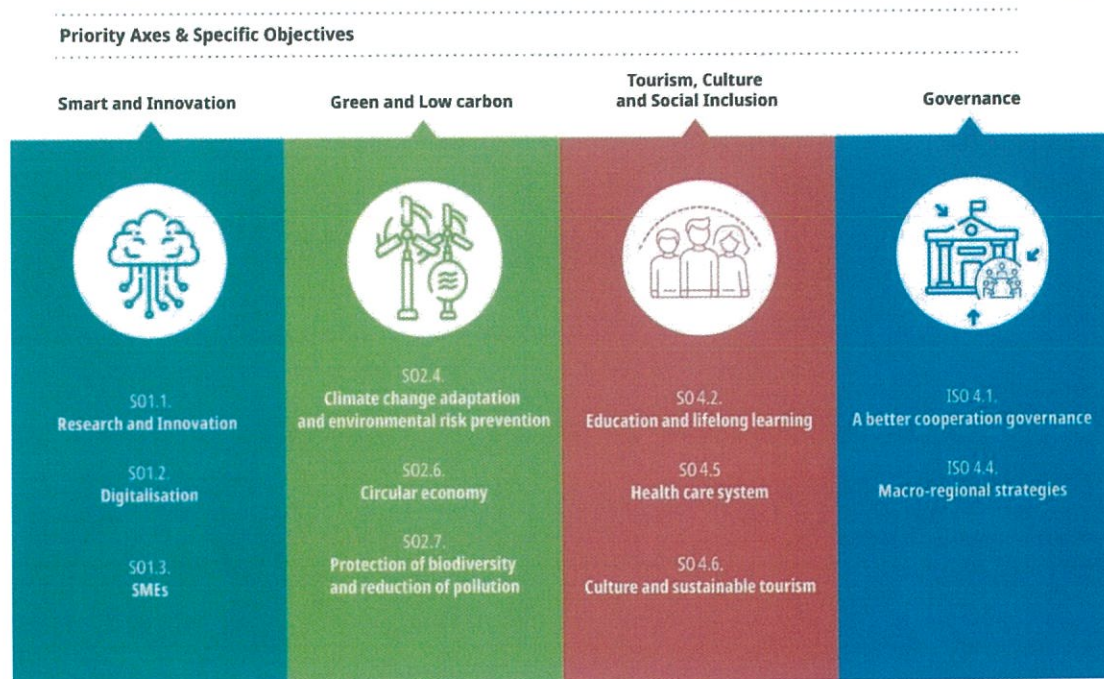 Priority Axes & Specific Objectives
Smart and Innovation
Green and Low carbon
Tourism, Culture
and Social Inclusion
Governance
SO1.1.
Research and Innovation
SO1.2.
Digitalisation
SO1.3.
SMEs
SO2.4.
Climate change adaptation
and environmental risk prevention
SO2.6.
Circular economy
SO2.7.
Protection of biodiversity
and reduction of pollution
SO 4.2.
Education and lifelong learning
SO 4.5
Health care system
SO 4.6.
Culture and sustainable tourism
ISO 4.1.
A better cooperation governance
ISO 4.4.
Macro-regional strategies